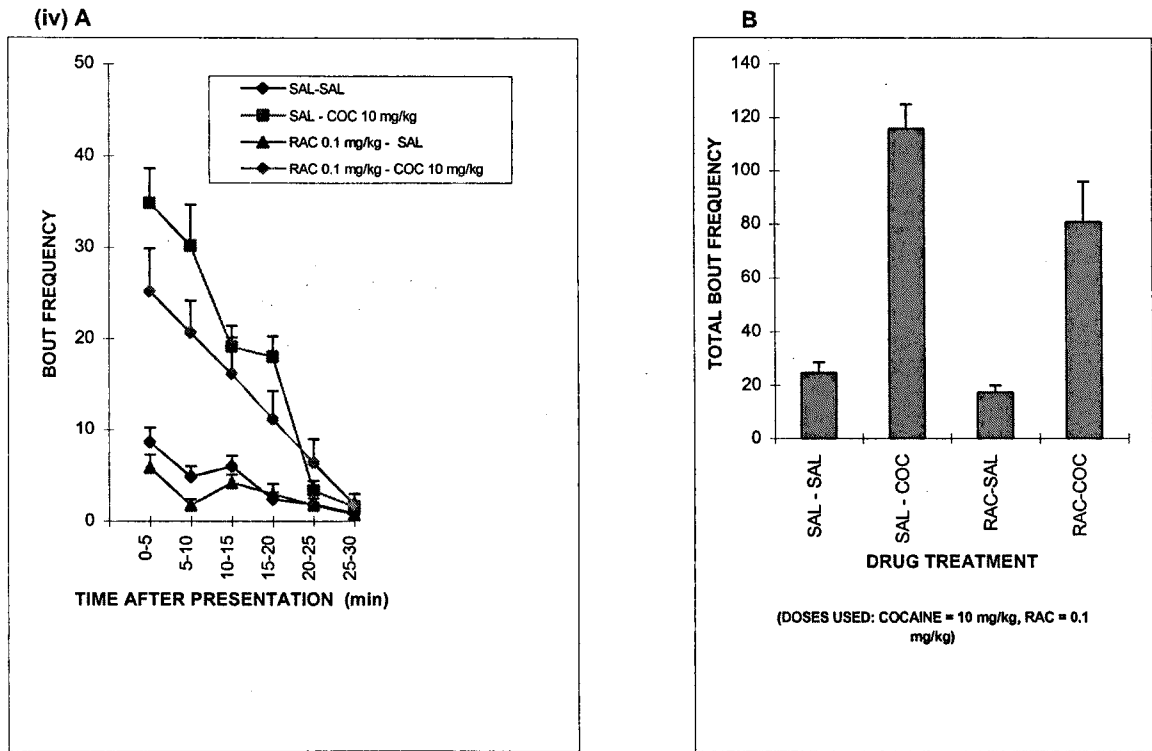 (iv) A
50
40
30
20
10
0
BOUT FREQUENCY
SAL-SAL
SAL - COC 10 mg/kg
RAC 0.1 mg/kg - SAL
RAC 0.1 mg/kg - COC 10 mg/kg
0-5
5-10
10-15
15-20
20-25
25-30
TIME AFTER PRESENTATION (min)
B
140
120
100
80
60
40
20
0
TOTAL BOUT FREQUENCY
SAL - SAL
SAL - COC
RAC-SAL
RAC-COC
DRUG TREATMENT
(DOSES USED: COCAINE = 10 mg/kg, RAC = 0.1
mg/kg)